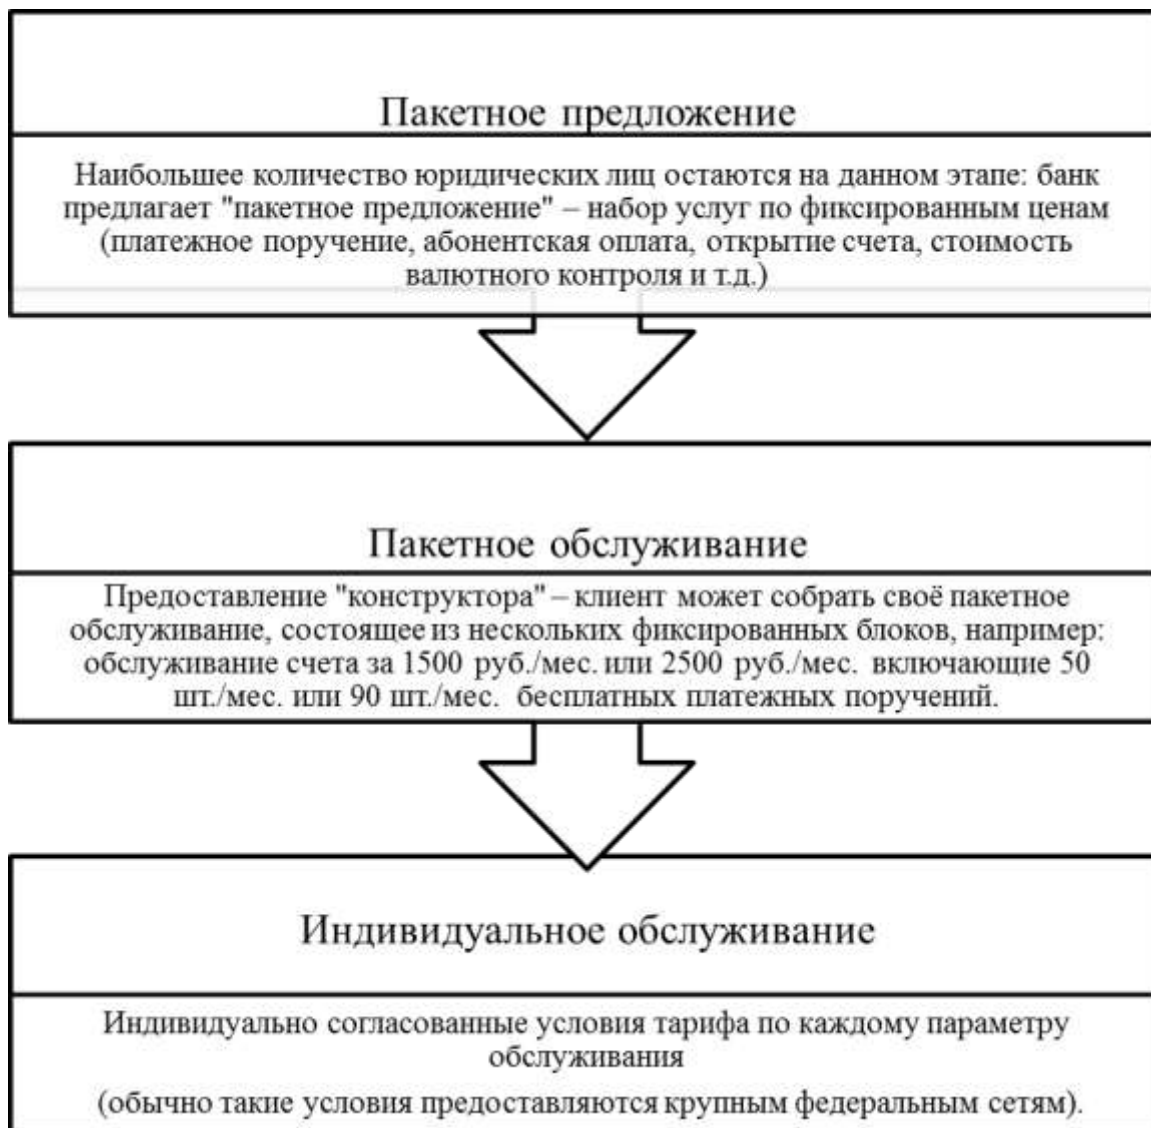 Пакетное предложение
Наибольшее количество юридических лиц остаются на данном этапе: банк
предлагает "пакетное предложение" – набор услуг по фиксированным ценам
(платежное поручение, абонентская оплата, открытие счета, стоимость
валютного контроля и т.д.)
Пакетное обслуживание
Предоставление "конструктора" – клиент может собрать своё пакетное
обслуживание, состоящее из нескольких фиксированных блоков, например:
обслуживание счета за 1500 руб./мес. или 2500 руб./мес. включающие 50
шт./мес. или 90 шт./мес. бесплатных платежных поручений.
Индивидуальное обслуживание
Индивидуально согласованные условия тарифа по каждому параметру
обслуживания
(обычно такие условия предоставляются крупным федеральным сетям).